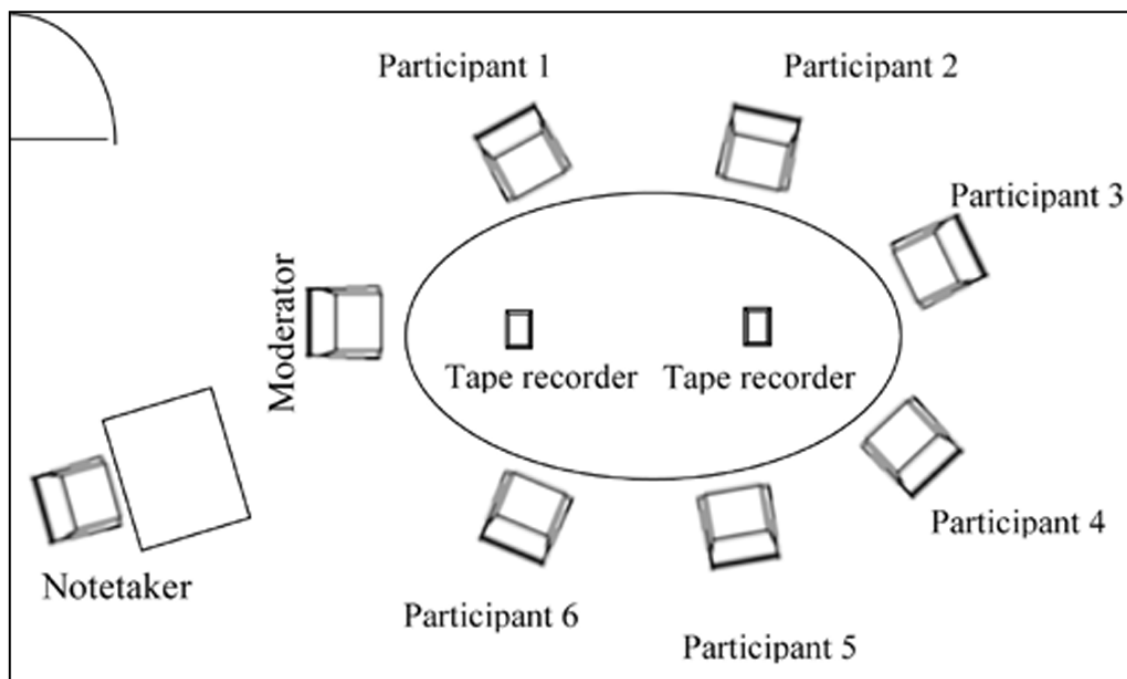 Participant 1
Participant 2
Participant 3
Moderator
Tape recorder
Tape recorder
Participant 4
Notetaker
Participant 6
Participant 5